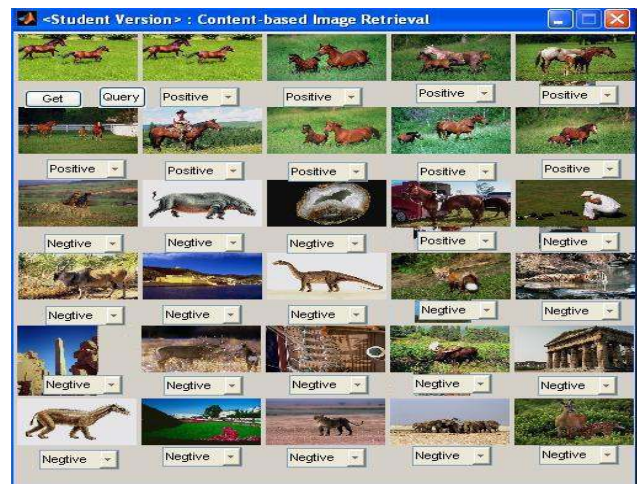 <Student Version> : Content-based Image Retrieval
Get Query Positive Positive Positive Positive
Positive Positive Positive Positive Positive
Negtive Negtive Negtive Positive Negtive
Negtive Negtive Negtive Negtive Negtive
Negtive Negtive Negtive Negtive Negtive
Negtive Negtive Negtive Negtive Negtive